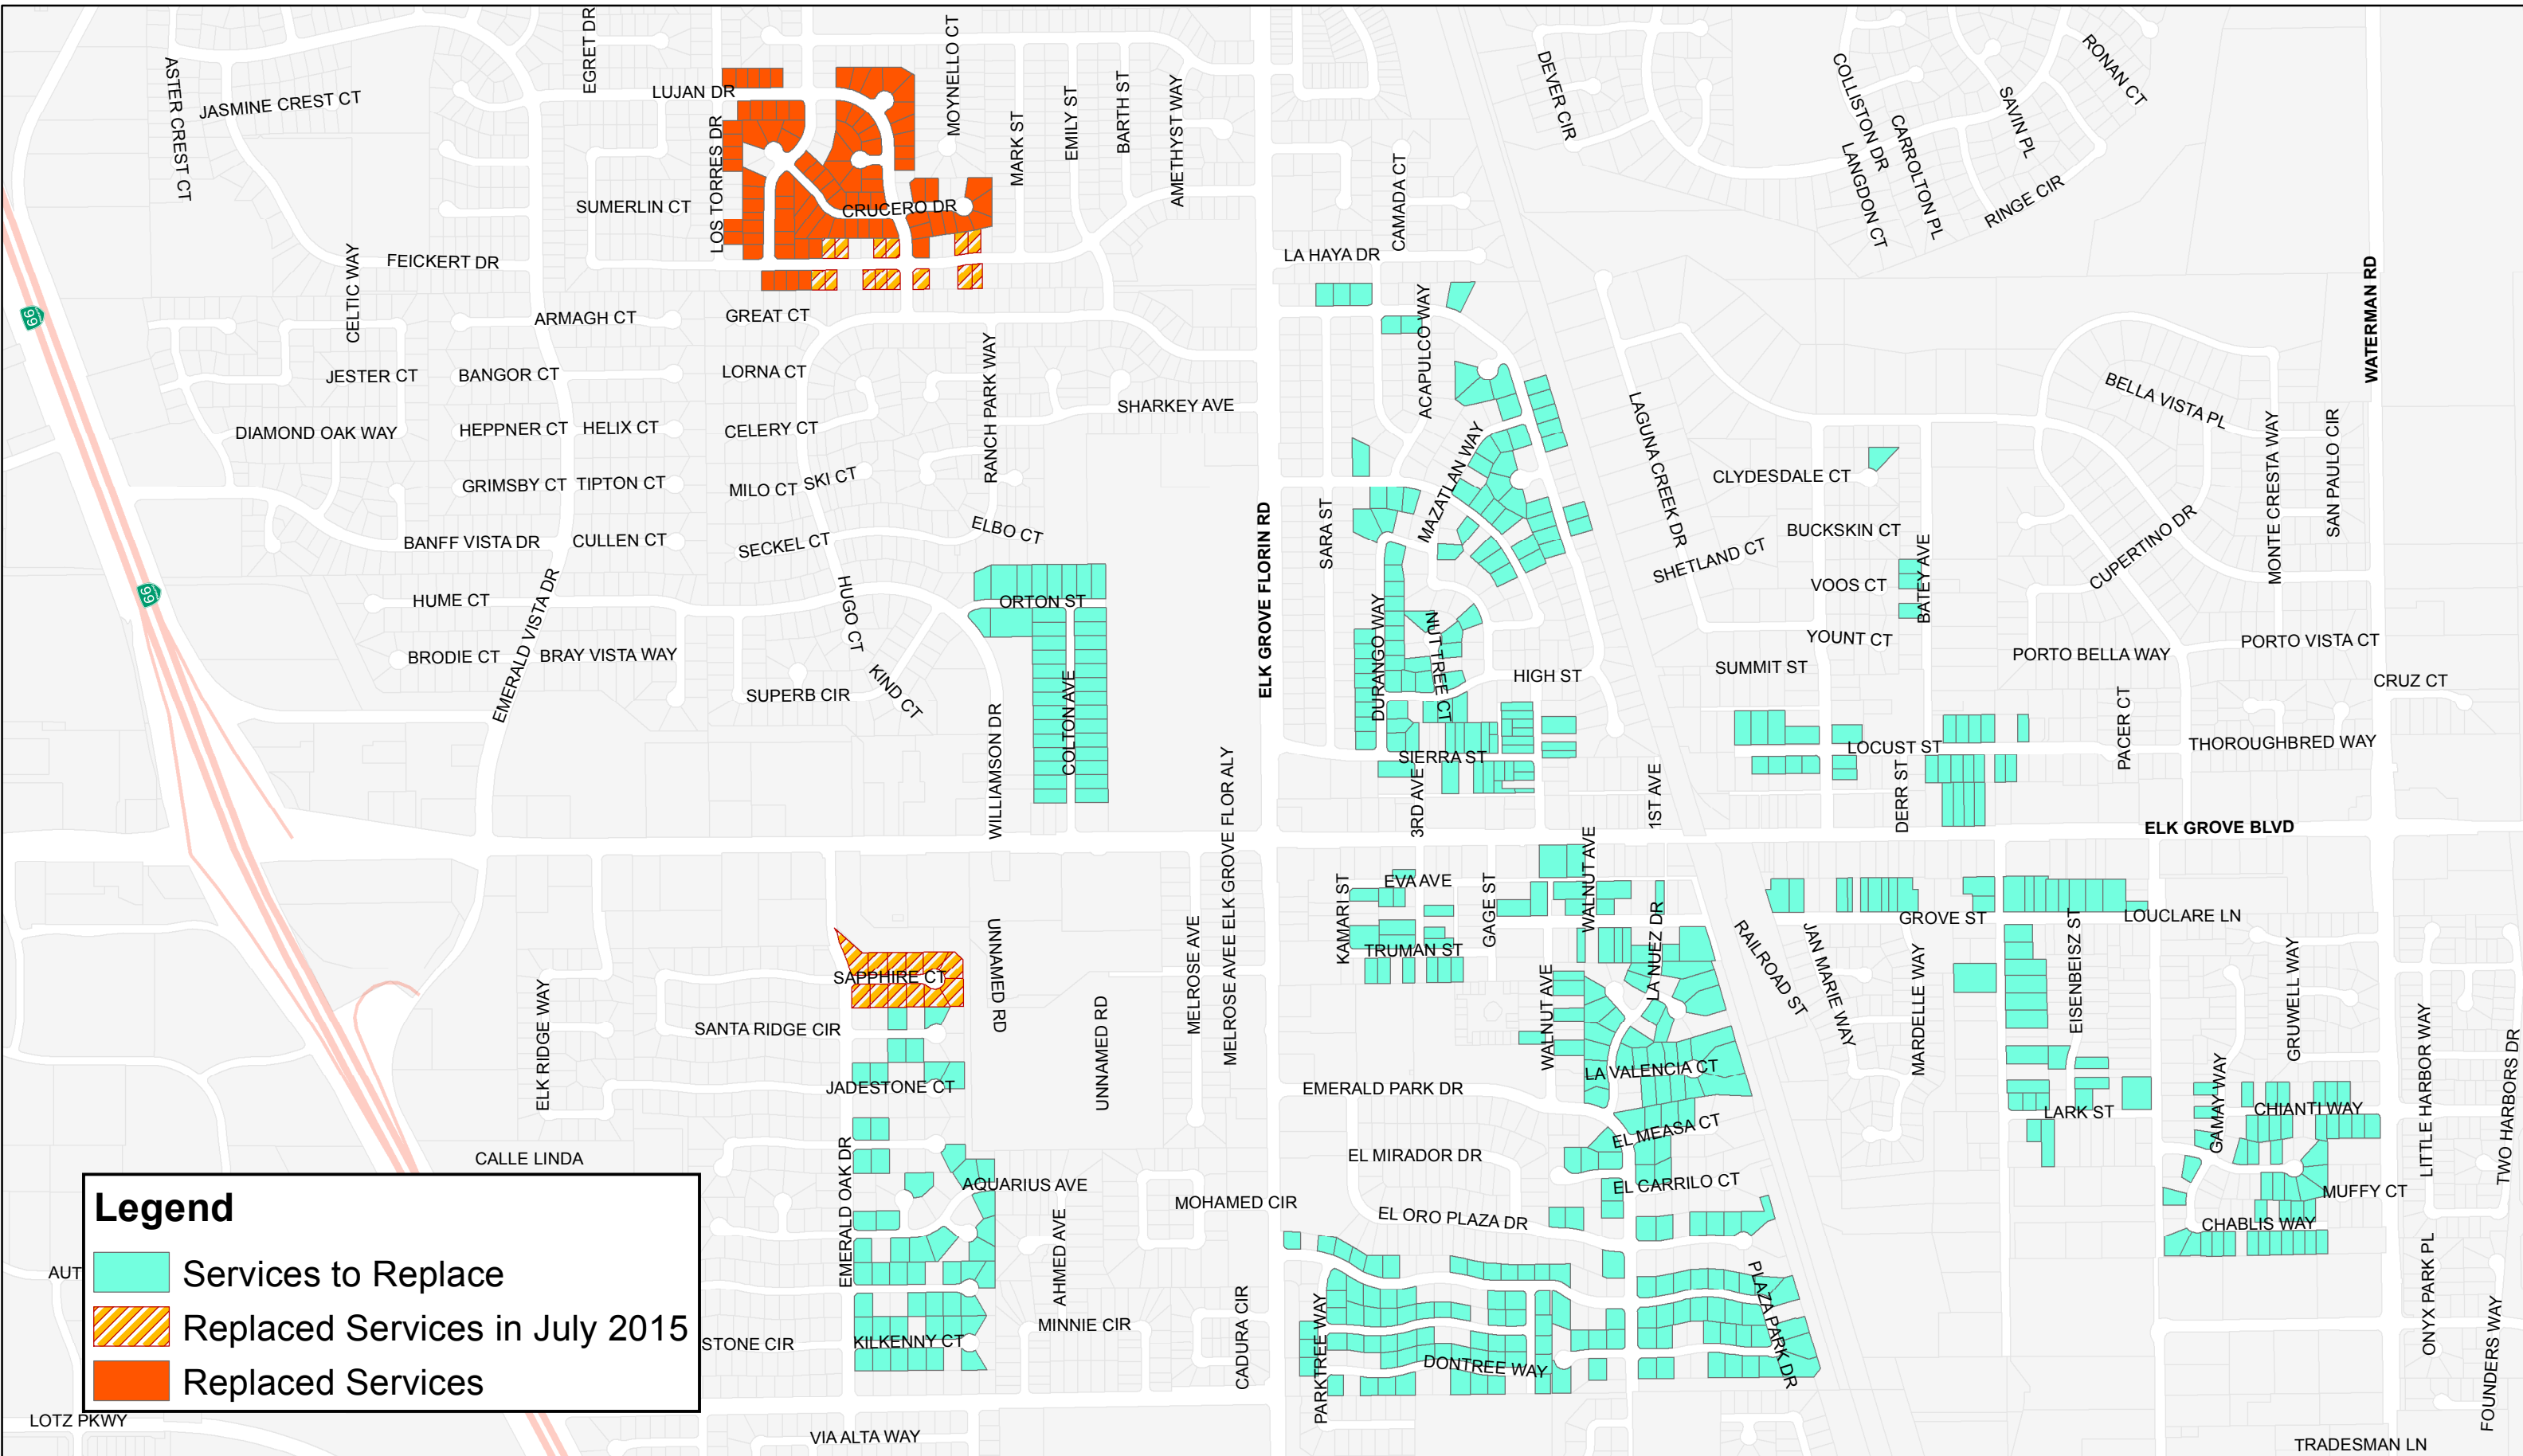 EGRET DR
MOYNELLO CT
ASTER CREST CT
JASMINE CREST CT
LUJAN DR
LOS TORRES DR
MARK ST
EMILY ST
BARTH ST
AMETHYST WAY
DEVER CIR
COLLISTON DR
LANGDON CT
CARROLTON PL
SAVIN PL
RONAN CT
RINGE CIR
SUMERLIN CT
CRUCERO DR
CAMADA CT
LA HAYA DR
CELTIC WAY
FEICKERT DR
WATERMAN RD
99
ARMAGH CT
GREAT CT
ACAPULCO WAY
JESTER CT
BANGOR CT
LORNA CT
RANCH PARK WAY
SHARKEY AVE
LAGUNA CREEK DR
BELLA VISTA PL
DIAMOND OAK WAY
HEPPNER CT
HELIX CT
CELERY CT
MONTE CRESTA WAY
SAN PAULO CIR
GRIMSBY CT
TIPTON CT
MILO CT
SKI CT
MAZATLAN WAY
CLYDESDALE CT
ELK GROVE FLORIN RD
SARA ST
BANFF VISTA DR
CULLEN CT
SECKEL CT
ELBO CT
BUCKSKIN CT
SHETLAND CT
CUPERTINO DR
99
HUME CT
EMERALD VISTA DR
HUGO CT
ORTON ST
VOOS CT
BATEY AVE
BRODIE CT
BRAY VISTA WAY
DURANGO WAY
NUT TREE CT
YOUNT CT
SUMMIT ST
PORTO BELLA WAY
PORTO VISTA CT
SUPERB CIR
KIND CT
WILLIAMSON DR
COLTON AVE
HIGH ST
CRUZ CT
PACER CT
SIERRA ST
LOCUST ST
THOROUGHBRED WAY
3RD AVE
1ST AVE
DERR ST
ELK GROVE BLVD
MELROSE AVEE ELK GROVE FLOR ALY
EVA AVE
KAMARI ST
GAGE ST
WALNUT AVE
TRUMAN ST
LA NUEZ DR
RAILROAD ST
GROVE ST
LOUCLARE LN
UNNAMED RD
MELROSE AVE
SAPPHIRE CT
ELK RIDGE WAY
SANTA RIDGE CIR
UNNAMED RD
WALNUT AVE
JAN MARIE WAY
MARDELLE WAY
EISENBEISZ ST
GRUWELL WAY
LITTLE HARBOR WAY
TWO HARBORS DR
JADESTONE CT
EMERALD PARK DR
LA VALENCIA CT
GAMAY WAY
LARK ST
CHIANTI WAY
EL MEASA CT
CALLE LINDA
EMERALD OAK DR
EL MIRADOR DR
AQUARIUS AVE
EL CARRILO CT
MUFFY CT
MOHAMED CIR
EL ORO PLAZA DR
CHABLIS WAY
AHMED AVE
Legend
Services to Replace
Replaced Services in July 2015
Replaced Services
AUT
STONE CIR
KILKENNY CT
MINNIE CIR
CADURA CIR
PARKTREE WAY
DONTREE WAY
PLAZA PARK DR
ONYX PARK PL
FOUNDERS WAY
LOTZ PKWY
VIA ALTA WAY
TRADESMAN LN